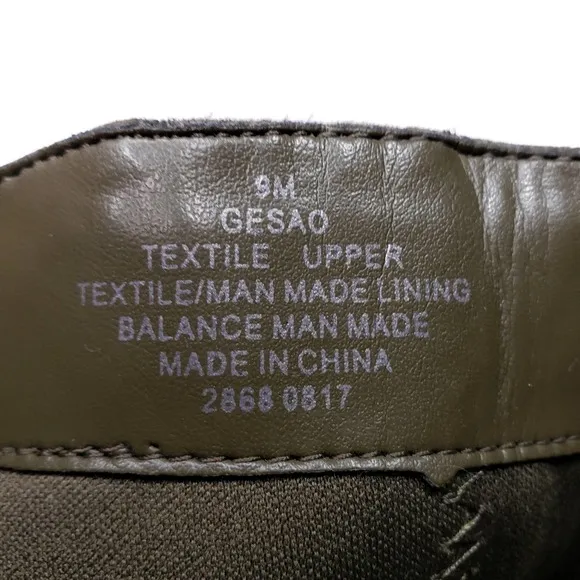 9M
GESAO
TEXTILE UPPER
TEXTILE/MAN MADE LINING
BALANCE MAN MADE
MADE IN CHINA
2868 0817